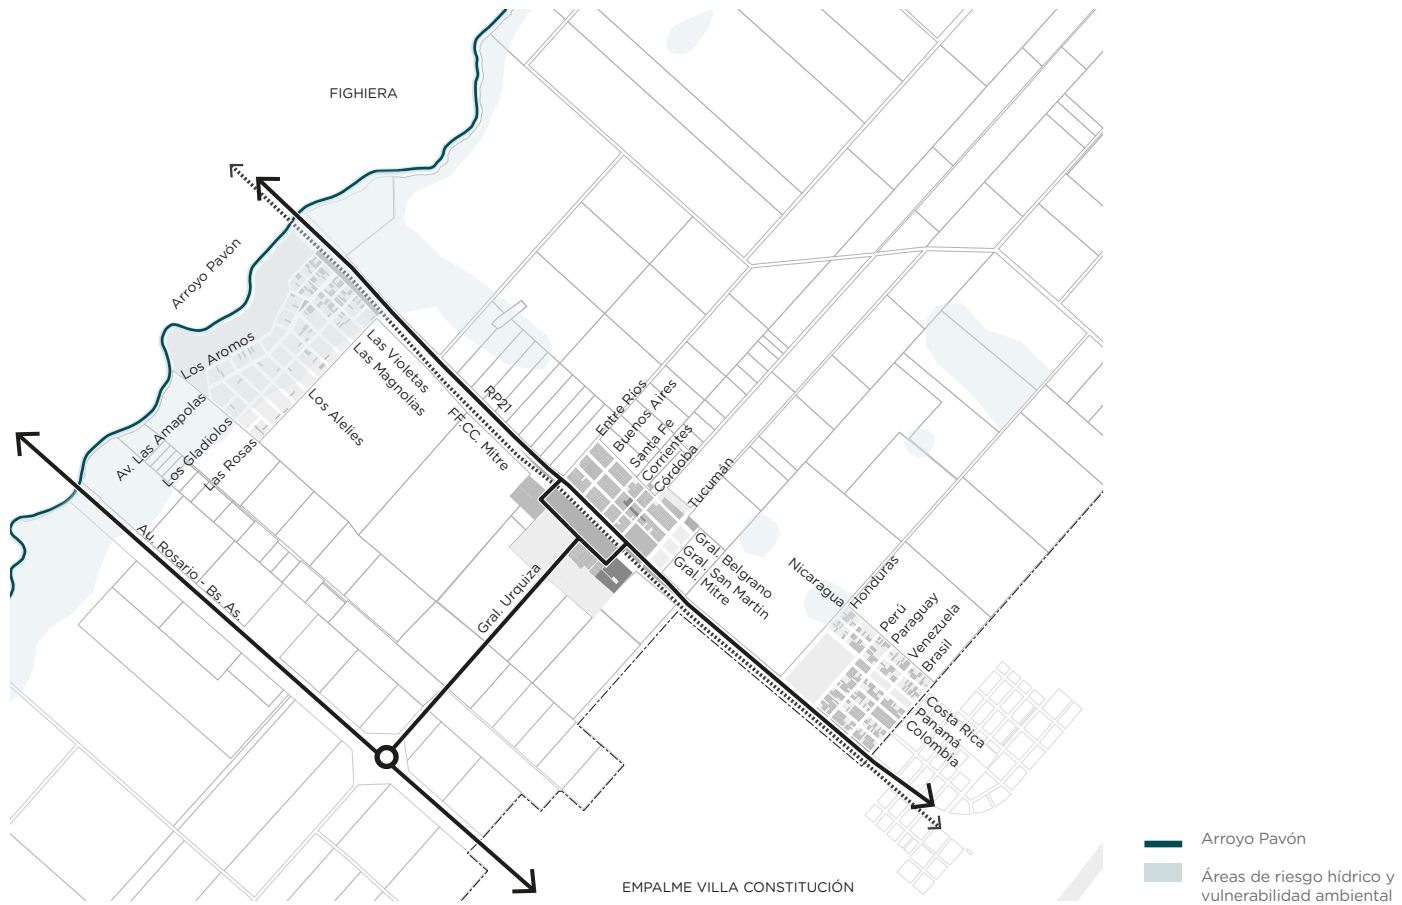 FIGHIERA
Arroyo Pavón
Los Aromos
Las Violetas
Las Magnolias
RP21
FF.CC. Mitre
Los Alelies
Av. Las Amapolas
Los Gladiolos
Las Rosas
Entre Ríos
Buenos Aires
Santa Fe
Corrientes
Córdoba
Tucumán
Au. Rosario - Bs. As.
Gral. Urquiza
Gral. Belgrano
Gral. San Martin
Gral. Mitre
Nicaragua
Honduras
Perú
Paraguay
Venezuela
Brasil
Costa Rica
Panamá
Colombia
EMPALME VILLA CONSTITUCIÓN
Arroyo Pavón
Áreas de riesgo hídrico y
vulnerabilidad ambiental